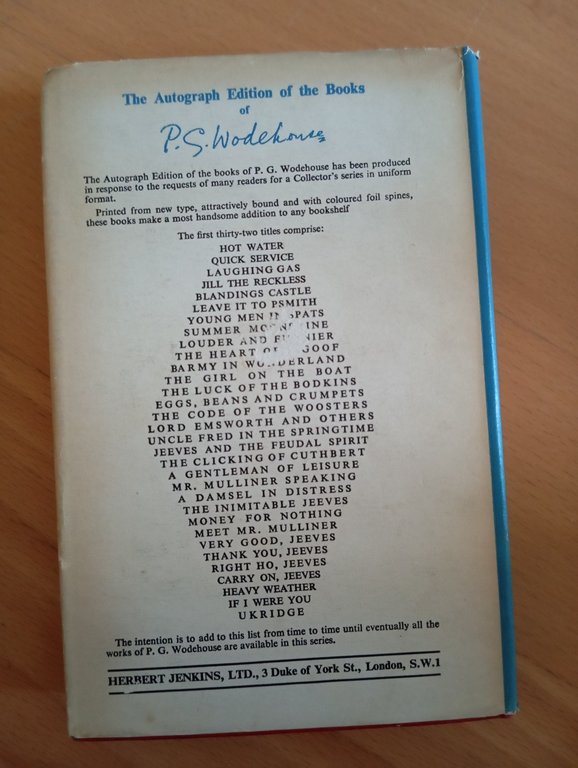 The Autograph Edition of the Books
of
P. G. Wodehouse
The Autograph Edition of the books of P. G. Wodehouse has been produced
in response to the requests of many readers for a Collector's series in uniform
format.
Printed from new type, attractively bound and with coloured foil spines,
these books make a most handsome addition to any bookshelf
The first thirty-two titles comprise:
HOT WATER
QUICK SERVICE
LAUGHING GAS
JILL THE RECKLESS
BLANDINGS CASTLE
LEAVE IT TO PSMITH
YOUNG MEN IN SPATS
SUMMER
LOUDER AND
THE HEART GOOF
BARMY IN WONDERLAND
THE GIRL ON THE BOAT
THE LUCK OF THE BODKINS
EGGS, BEANS AND CRUMPETS
THE CODE OF THE WOOSTERS
LORD EMSWORTH AND OTHERS
UNCLE FRED IN THE SPRINGTIME
JEEVES AND THE FEUDAL SPIRIT
THE CLICKING OF CUTHBERT
A GENTLEMAN OF LEISURE
MR. MULLINER SPEAKING
A DAMSEL IN DISTRESS
THE INIMITABLE JEEVES
MONEY FOR NOTHING
MEET MR. MULLINER
VERY GOOD, JEEVES
THANK YOU, JEEVES
RIGHT HO, JEEVES
CARRY ON, JEEVES
HEAVY WEATHER
IF I WERE YOU
UKRIDGE
The intention is to add to this list from time to time until eventually all the
works of P. G. Wodehouse are available in this series.
HERBERT JENKINS, LTD., 3 Duke of York St., London, S.W.1